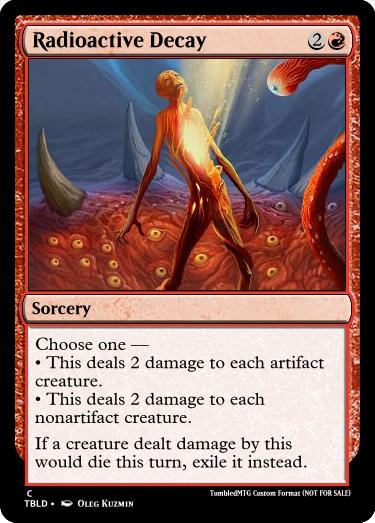 Radioactive Decay 2
Sorcery
Choose one —
• This deals 2 damage to each artifact
creature.
• This deals 2 damage to each
nonartifact creature.
If a creature dealt damage by this
would die this turn, exile it instead.
C
TumbledMTG Custom Format (NOT FOR SALE)
TBLD • Oleg Kuzmin